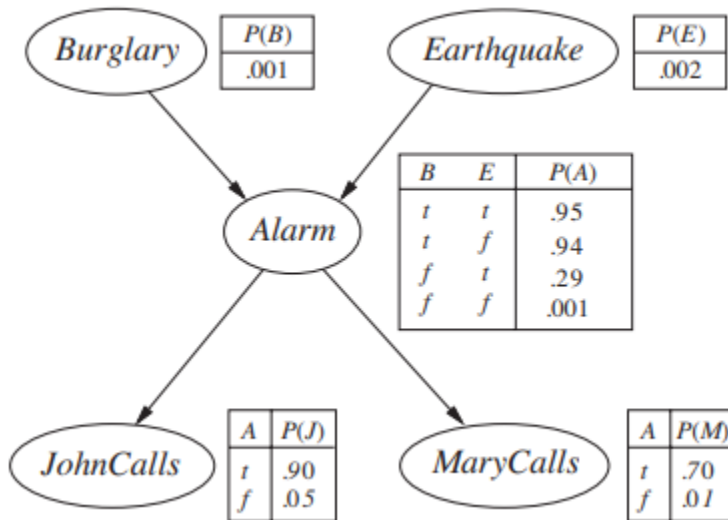 Burglary
P(B)
.001
Earthquake
P(E)
.002
Alarm
B E P(A)
t t .95
t f .94
f t .29
f f .001
JohnCalls
A P(J)
t .90
f .05
MaryCalls
A P(M)
t .70
f .01